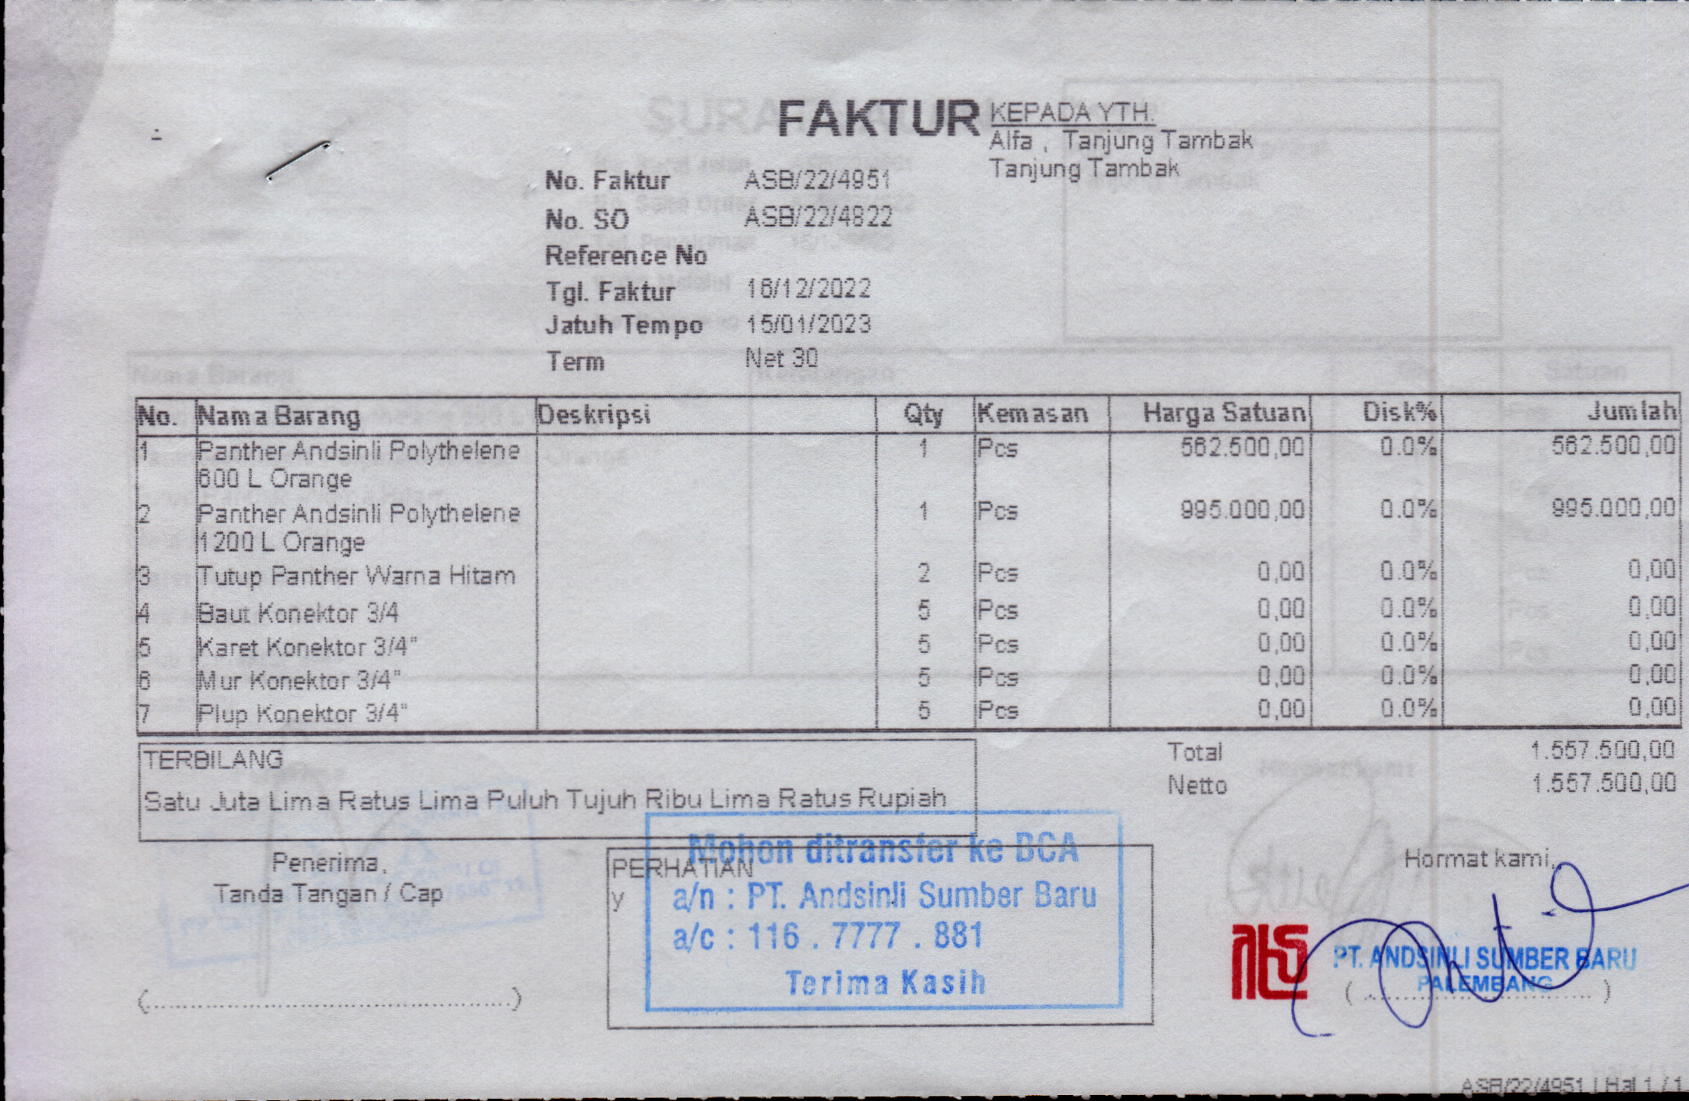 FAKTUR
KEPADA YTH.
Alfa , Tanjung Tambak
Tanjung Tambak
No. Faktur ASB/22/4951
No. SO ASB/22/4822
Reference No
Tgl. Faktur 16/12/2022
Jatuh Tempo 15/01/2023
Term Net 30
No. Nama Barang Deskripsi Qty Kemasan Harga Satuan Disk% Jumlah
1 Panther Andsinli Polythelene 1 Pcs 562.500,00 0.0% 562.500,00
600 L Orange
2 Panther Andsinli Polythelene 1 Pcs 995.000,00 0.0% 995.000,00
1200 L Orange
3 Tutup Panther Warna Hitam 2 Pcs 0,00 0.0% 0,00
4 Baut Konektor 3/4 5 Pcs 0,00 0.0% 0,00
5 Karet Konektor 3/4" 5 Pcs 0,00 0.0% 0,00
6 Mur Konektor 3/4" 5 Pcs 0,00 0.0% 0,00
7 Plup Konektor 3/4" 5 Pcs 0,00 0.0% 0,00
TERBILANG
Satu Juta Lima Ratus Lima Puluh Tujuh Ribu Lima Ratus Rupiah
Total 1.557.500,00
Netto 1.557.500,00
Penerima,
Tanda Tangan / Cap
(......................................)
PERHATIAN
y
Mohon ditransfer ke BCA
a/n : PT. Andsinli Sumber Baru
a/c : 116 . 7777 . 881
Terima Kasih
Hormat kami,
PT. ANDSINLI SUMBER BARU
PALEMBANG
( .......................... )
ASB/22/4951 | Hal 1 / 1